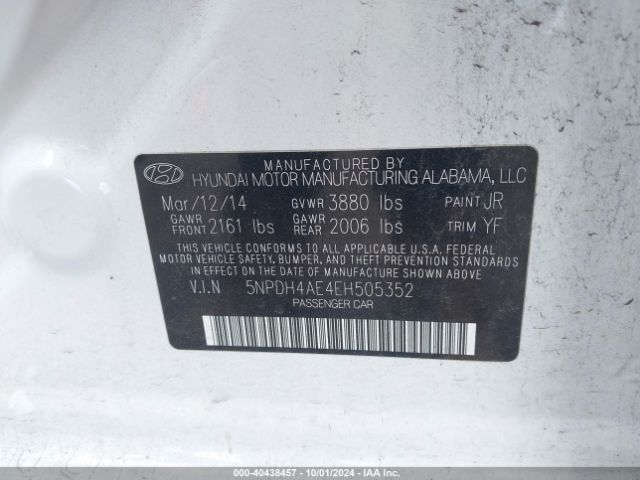 MANUFACTURED BY
HYUNDAI MOTOR MANUFACTURING ALABAMA, LLC
Mar/12/14 GVWR 3880 lbs PAINT JR
GAWR FRONT 2161 lbs GAWR REAR 2006 lbs TRIM YF
THIS VEHICLE CONFORMS TO ALL APPLICABLE U.S.A. FEDERAL
MOTOR VEHICLE SAFETY, BUMPER, AND THEFT PREVENTION STANDARDS
IN EFFECT ON THE DATE OF MANUFACTURE SHOWN ABOVE
V.I.N 5NPDH4AE4EH505352
PASSENGER CAR
000-40438457 - 10/01/2024 - IAA Inc.